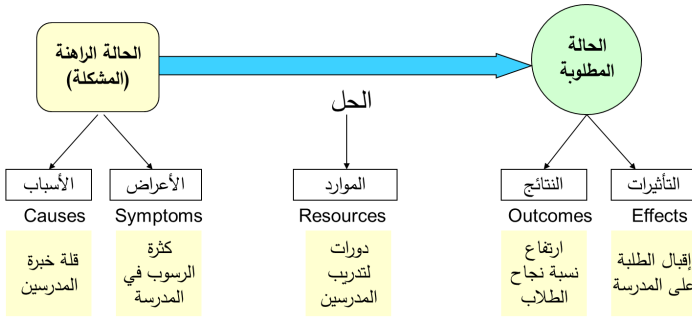 الحالة الراهنة
(المشكلة)
الحالة
المطلوبة
الحل
الأسباب
الأعراض
الموارد
النتائج
التأثيرات
Causes
Symptoms
Resources
Outcomes
Effects
قلة خبرة
المدرسين
كثرة
الرسوب في
المدرسة
دورات
لتدريب
المدرسين
ارتفاع
نسبة نجاح
الطلاب
إقبال الطلبة
على المدرسة